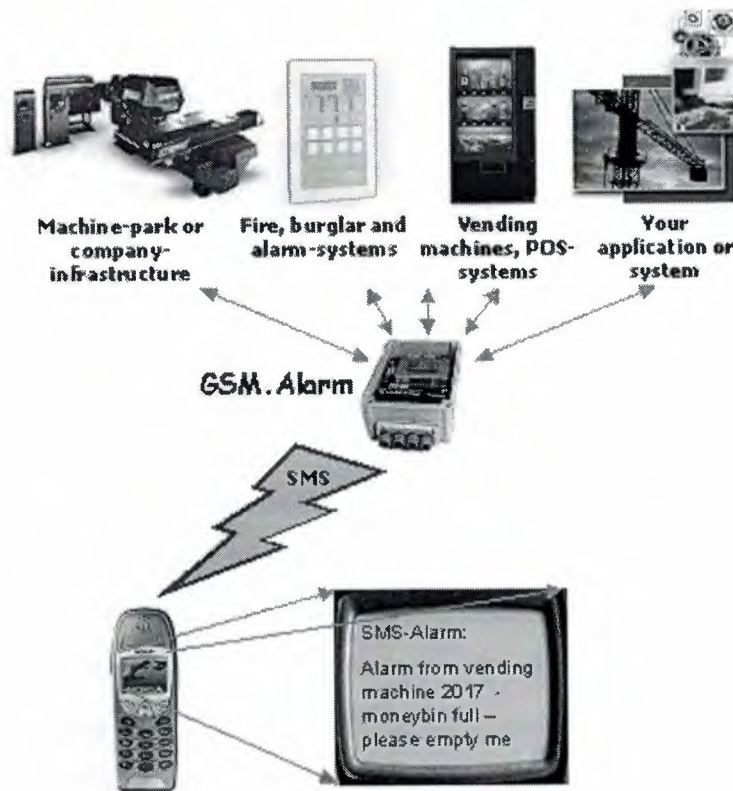 Machine-park or
company-
infrastructure
Fire, burglar and
alarm-systems
Vending
machines, POS-
systems
Your
application or
system
GSM.Alarm
SMS
SMS-Alarm:
Alarm from vending
machine 2017 -
moneybin full –
please empty me